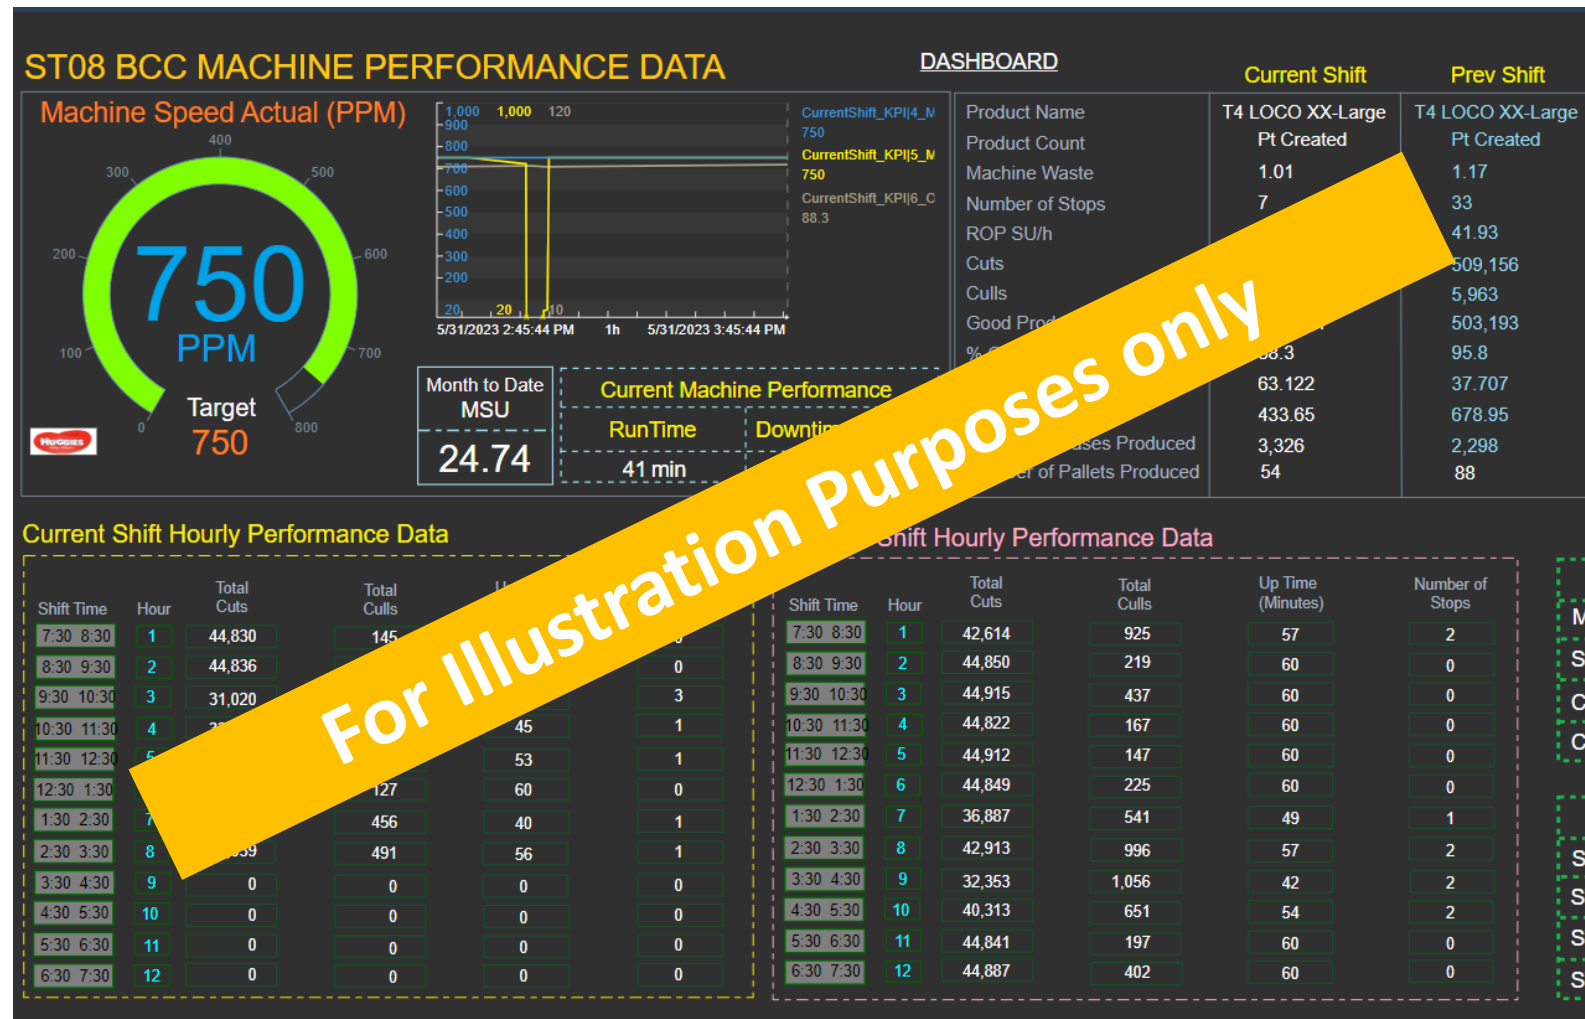 ST08 BCC MACHINE PERFORMANCE DATA
DASHBOARD
Current Shift Prev Shift
Machine Speed Actual (PPM)
0 100 200 300 400 500 600 700 800
750
PPM
Target
750
HUGGIES
1,000 1,000 120
900
800
700
600
500
400
300
200
20 20 10
5/31/2023 2:45:44 PM 1h 5/31/2023 3:45:44 PM
CurrentShift_KPI|4_M
750
CurrentShift_KPI|5_M
750
CurrentShift_KPI|6_O
88.3
Month to Date
MSU
24.74
Current Machine Performance
RunTime
41 min
Product Name T4 LOCO XX-Large T4 LOCO XX-Large
Product Count Pt Created Pt Created
Machine Waste 1.01 1.17
Number of Stops 7 33
ROP SU/h 41.93
Cuts 509,156
Culls 5,963
Good 503,193
95.8
63.122 37.707
433.65 678.95
Produced 3,326 2,298
of Pallets Produced 54 88
For Illustration Purposes only
Current Shift Hourly Performance Data
Shift Time Hour Total Cuts Total Culls
7:30 8:30 1 44,830 145
8:30 9:30 2 44,836 0
9:30 10:30 3 31,020 3
10:30 11:30 4 45 1
11:30 12:30 53 1
12:30 1:30 127 60 0
1:30 2:30 7 456 40 1
2:30 3:30 8 491 56 1
3:30 4:30 9 0 0 0 0
4:30 5:30 10 0 0 0 0
5:30 6:30 11 0 0 0 0
6:30 7:30 12 0 0 0 0
Shift Hourly Performance Data
Shift Time Hour Total Cuts Total Culls Up Time (Minutes) Number of Stops
7:30 8:30 1 42,614 925 57 2
8:30 9:30 2 44,850 219 60 0
9:30 10:30 3 44,915 437 60 0
10:30 11:30 4 44,822 167 60 0
11:30 12:30 5 44,912 147 60 0
12:30 1:30 6 44,849 225 60 0
1:30 2:30 7 36,887 541 49 1
2:30 3:30 8 42,913 996 57 2
3:30 4:30 9 32,353 1,056 42 2
4:30 5:30 10 40,313 651 54 2
5:30 6:30 11 44,841 197 60 0
6:30 7:30 12 44,887 402 60 0